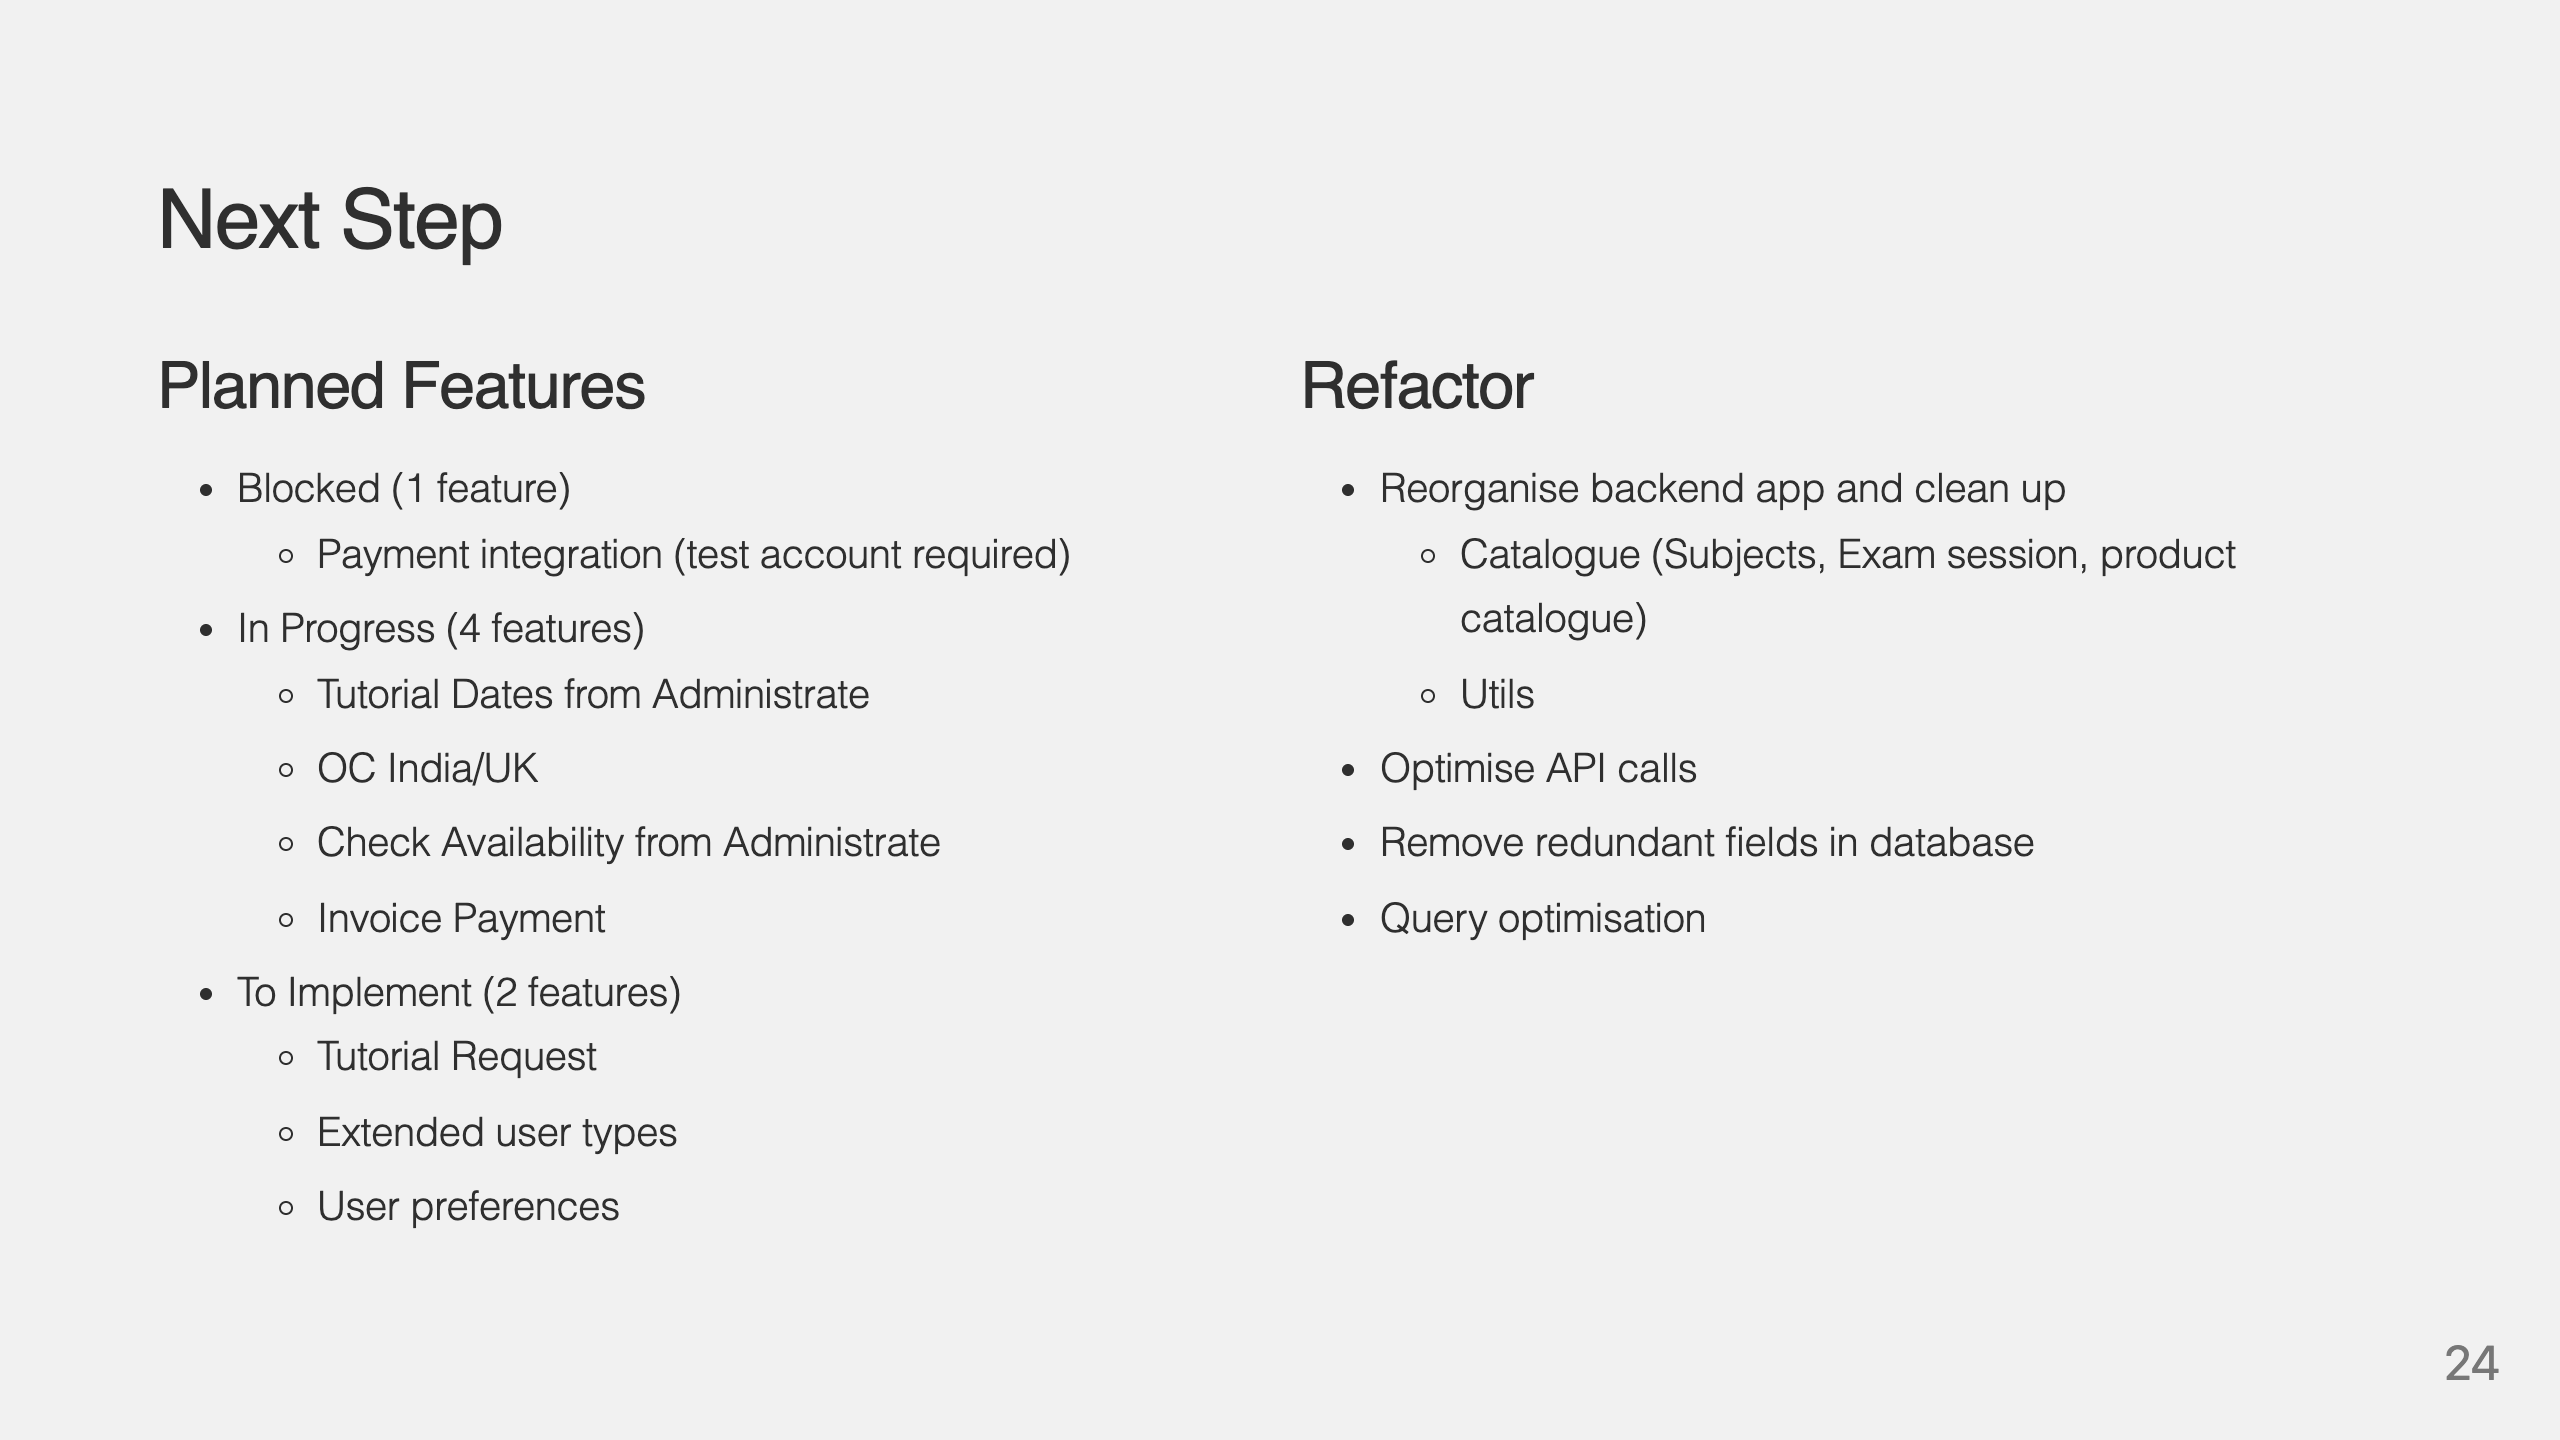 Next Step
Planned Features
• Blocked (1 feature)
◦ Payment integration (test account required)
• In Progress (4 features)
◦ Tutorial Dates from Administrate
◦ OC India/UK
◦ Check Availability from Administrate
◦ Invoice Payment
• To Implement (2 features)
◦ Tutorial Request
◦ Extended user types
◦ User preferences
Refactor
• Reorganise backend app and clean up
◦ Catalogue (Subjects, Exam session, product
catalogue)
◦ Utils
• Optimise API calls
• Remove redundant fields in database
• Query optimisation
24